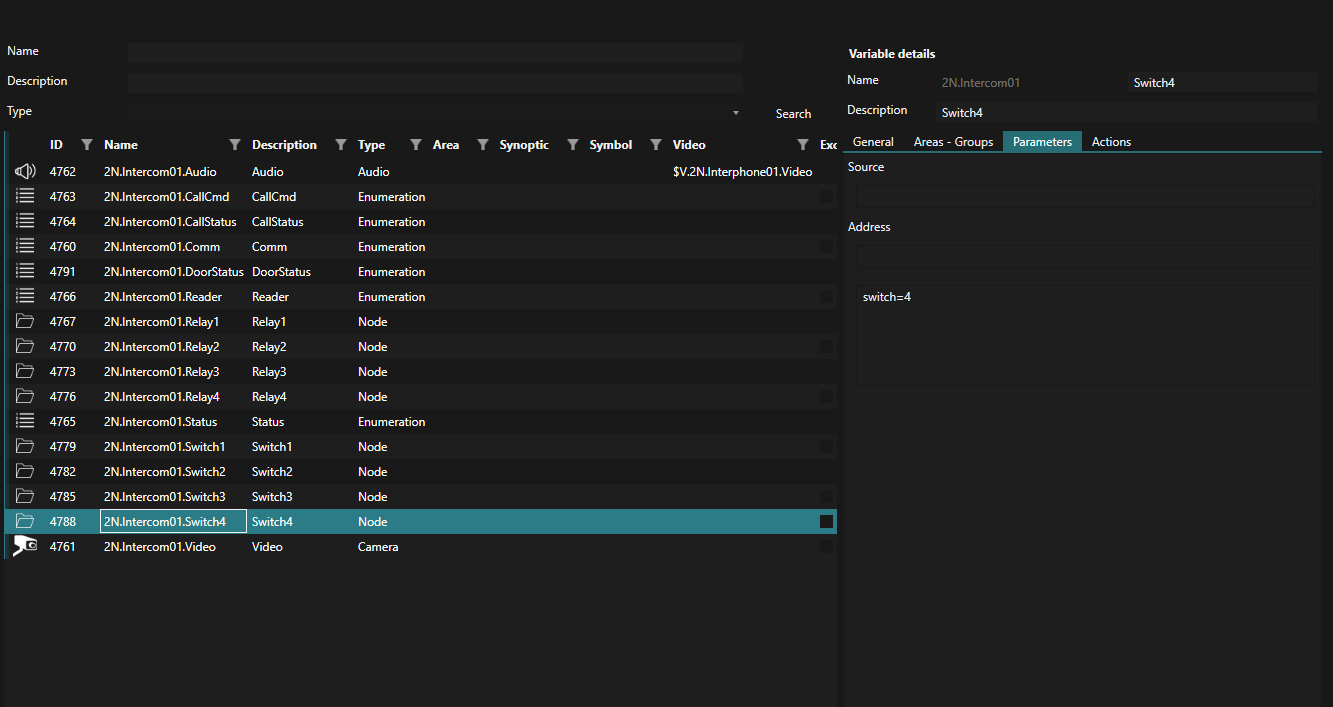 Name
Description
Type
Search
ID Name Description Type Area Synoptic Symbol Video Exc
4762 2N.Intercom01.Audio Audio Audio $V.2N.Interphone01.Video
4763 2N.Intercom01.CallCmd CallCmd Enumeration
4764 2N.Intercom01.CallStatus CallStatus Enumeration
4760 2N.Intercom01.Comm Comm Enumeration
4791 2N.Intercom01.DoorStatus DoorStatus Enumeration
4766 2N.Intercom01.Reader Reader Enumeration
4767 2N.Intercom01.Relay1 Relay1 Node
4770 2N.Intercom01.Relay2 Relay2 Node
4773 2N.Intercom01.Relay3 Relay3 Node
4776 2N.Intercom01.Relay4 Relay4 Node
4765 2N.Intercom01.Status Status Enumeration
4779 2N.Intercom01.Switch1 Switch1 Node
4782 2N.Intercom01.Switch2 Switch2 Node
4785 2N.Intercom01.Switch3 Switch3 Node
4788 2N.Intercom01.Switch4 Switch4 Node
4761 2N.Intercom01.Video Video Camera
Variable details
Name 2N.Intercom01 Switch4
Description Switch4
General Areas - Groups Parameters Actions
Source
Address
switch=4